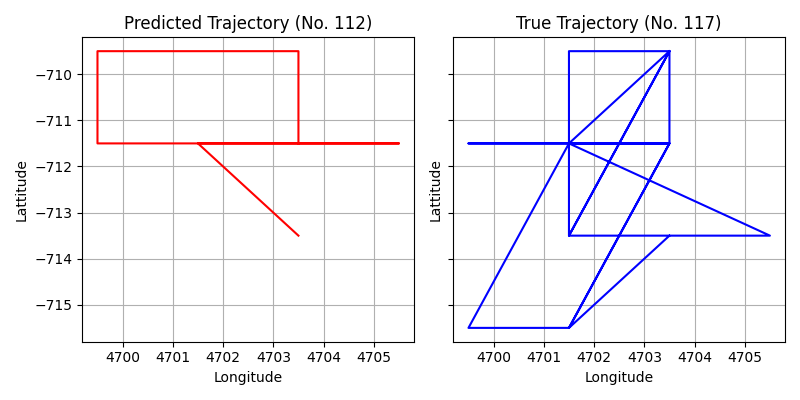 Predicted Trajectory (No. 112)
True Trajectory (No. 117)
Lattitude
−710
−711
−712
−713
−714
−715
4700 4701 4702 4703 4704 4705
Longitude
Lattitude
4700 4701 4702 4703 4704 4705
Longitude